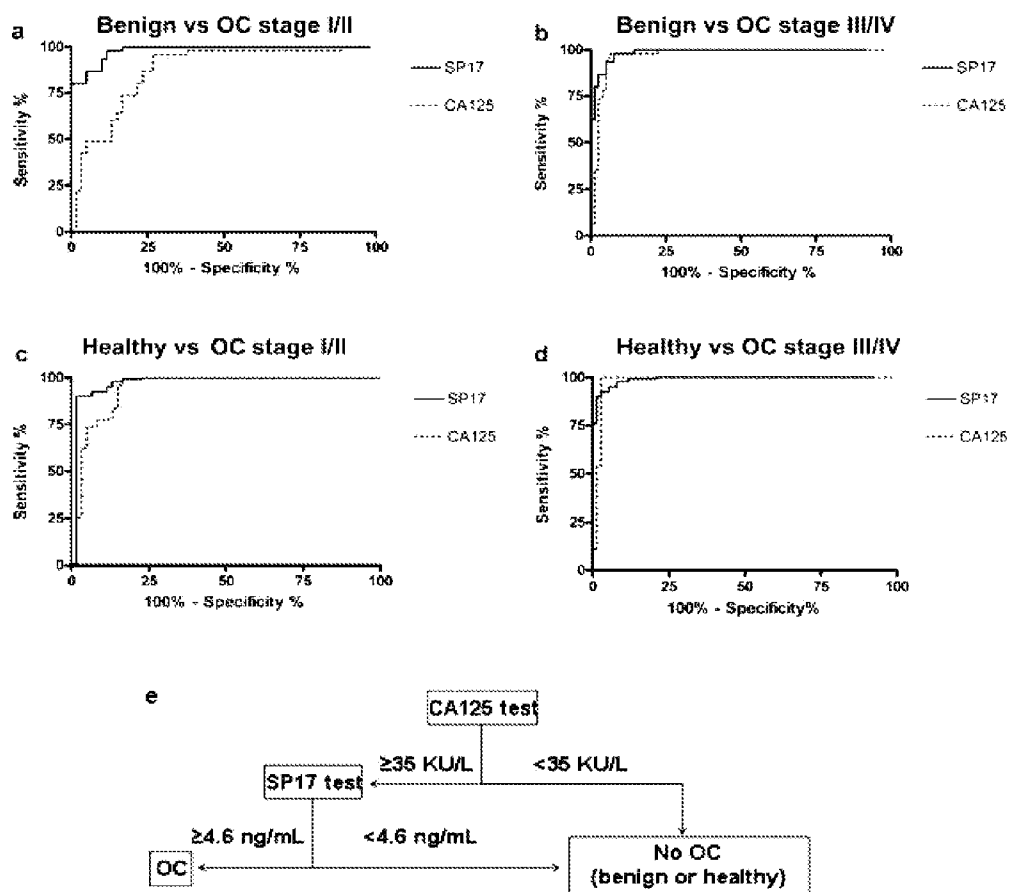 a
Benign vs OC stage I/II
100
75
50
25
0
Sensitivity %
SP17
CA125
0 25 50 75 100
100% - Specificity %
b
Benign vs OC stage III/IV
100
75
50
25
0
Sensitivity %
SP17
CA125
0 25 50 75 100
100% - Specificity %
c
Healthy vs OC stage I/II
100
75
50
25
0
Sensitivity %
SP17
CA125
0 25 50 75 100
100% - Specificity %
d
Healthy vs OC stage III/IV
100
75
50
25
0
Sensitivity %
SP17
CA125
0 25 50 75 100
100% - Specificity%
e
CA125 test
≥35 KU/L <35 KU/L
SP17 test
≥4.6 ng/mL <4.6 ng/mL
OC
No OC
(benign or healthy)